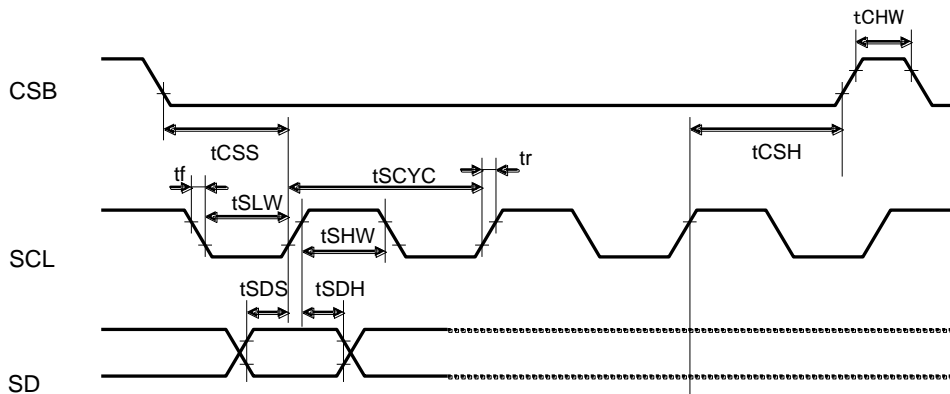 tCHW
CSB
tCSS
tCSH
tf
tSCYC
tr
tSLW
tSHW
SCL
tSDS
tSDH
SD